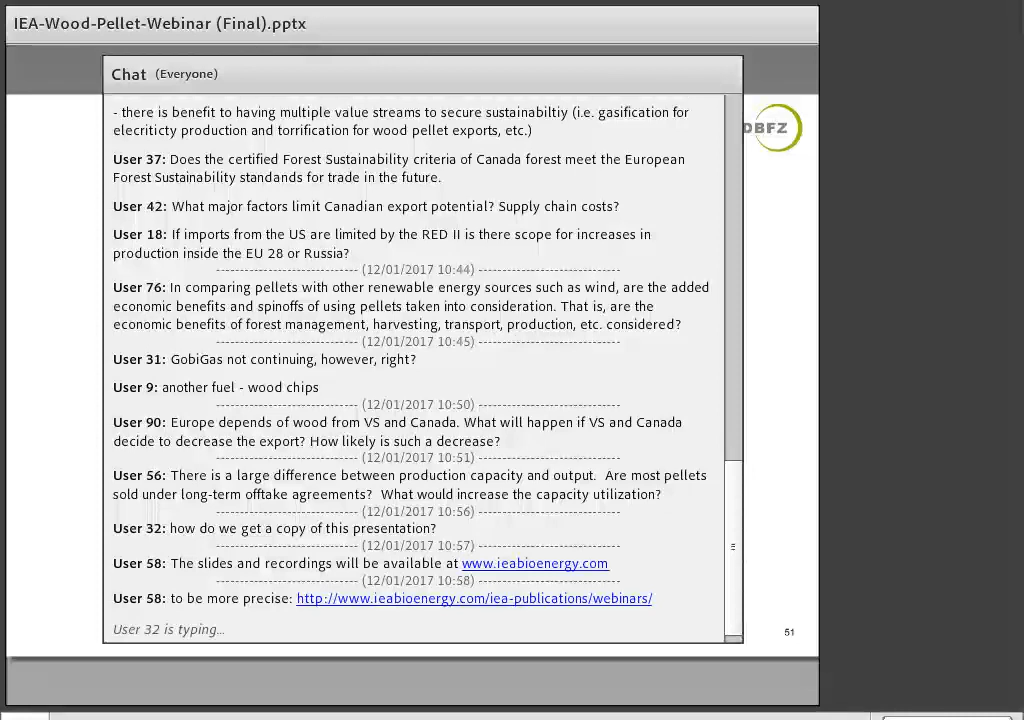 IEA-Wood-Pellet-Webinar (Final).pptx
Chat (Everyone)
- there is benefit to having multiple value streams to secure sustainabiltiy (i.e. gasification for
elecriticty production and torrification for wood pellet exports, etc.)
DBFZ
User 37: Does the certified Forest Sustainability criteria of Canada forest meet the European
Forest Sustainability standards for trade in the future.
User 42: What major factors limit Canadian export potential? Supply chain costs?
User 18: If imports from the US are limited by the RED II is there scope for increases in
production inside the EU 28 or Russia?
------------------------------ (12/01/2017 10:44) ------------------------------
User 76: In comparing pellets with other renewable energy sources such as wind, are the added
economic benefits and spinoffs of using pellets taken into consideration. That is, are the
economic benefits of forest management, harvesting, transport, production, etc. considered?
------------------------------ (12/01/2017 10:45) ------------------------------
User 31: GobiGas not continuing, however, right?
User 9: another fuel - wood chips
------------------------------ (12/01/2017 10:50) ------------------------------
User 90: Europe depends of wood from VS and Canada. What will happen if VS and Canada
decide to decrease the export? How likely is such a decrease?
------------------------------ (12/01/2017 10:51) ------------------------------
User 56: There is a large difference between production capacity and output.  Are most pellets
sold under long-term offtake agreements?  What would increase the capacity utilization?
------------------------------ (12/01/2017 10:56) ------------------------------
User 32: how do we get a copy of this presentation?
------------------------------ (12/01/2017 10:57) ------------------------------
User 58: The slides and recordings will be available at www.ieabioenergy.com
------------------------------ (12/01/2017 10:58) ------------------------------
User 58: to be more precise: http://www.ieabioenergy.com/iea-publications/webinars/
User 32 is typing...
51